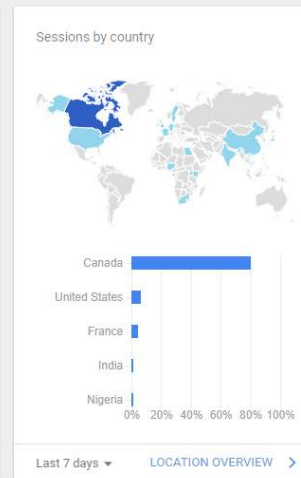 Sessions by country
Canada
United States
France
India
Nigeria
0% 20% 40% 60% 80% 100%
Last 7 days LOCATION OVERVIEW